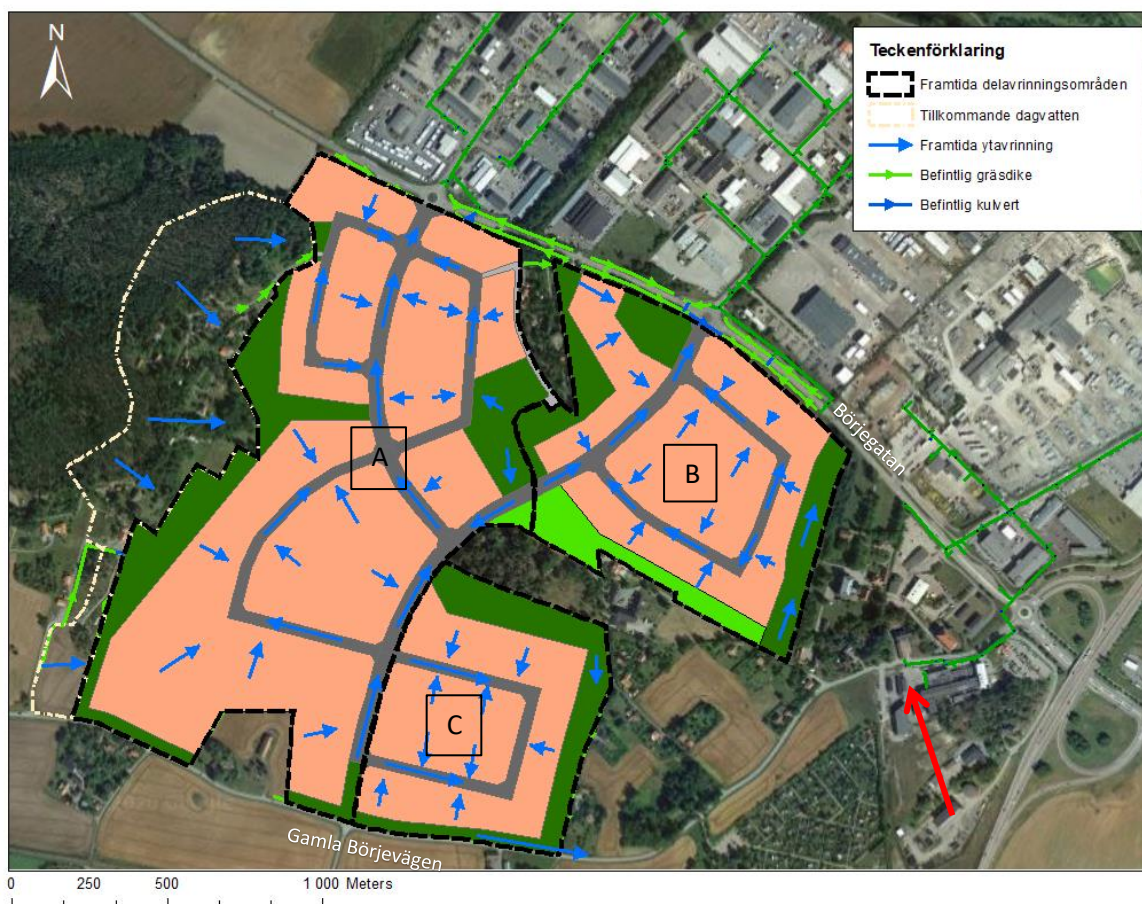 N
Teckenförklaring
Framtida delavrinningsområden
Tillkommande dagvatten
Framtida ytavrinning
Befintlig gräsdike
Befintlig kulvert
Börjegatan
A
B
C
Gamla Börjevägen
0 250 500 1 000 Meters